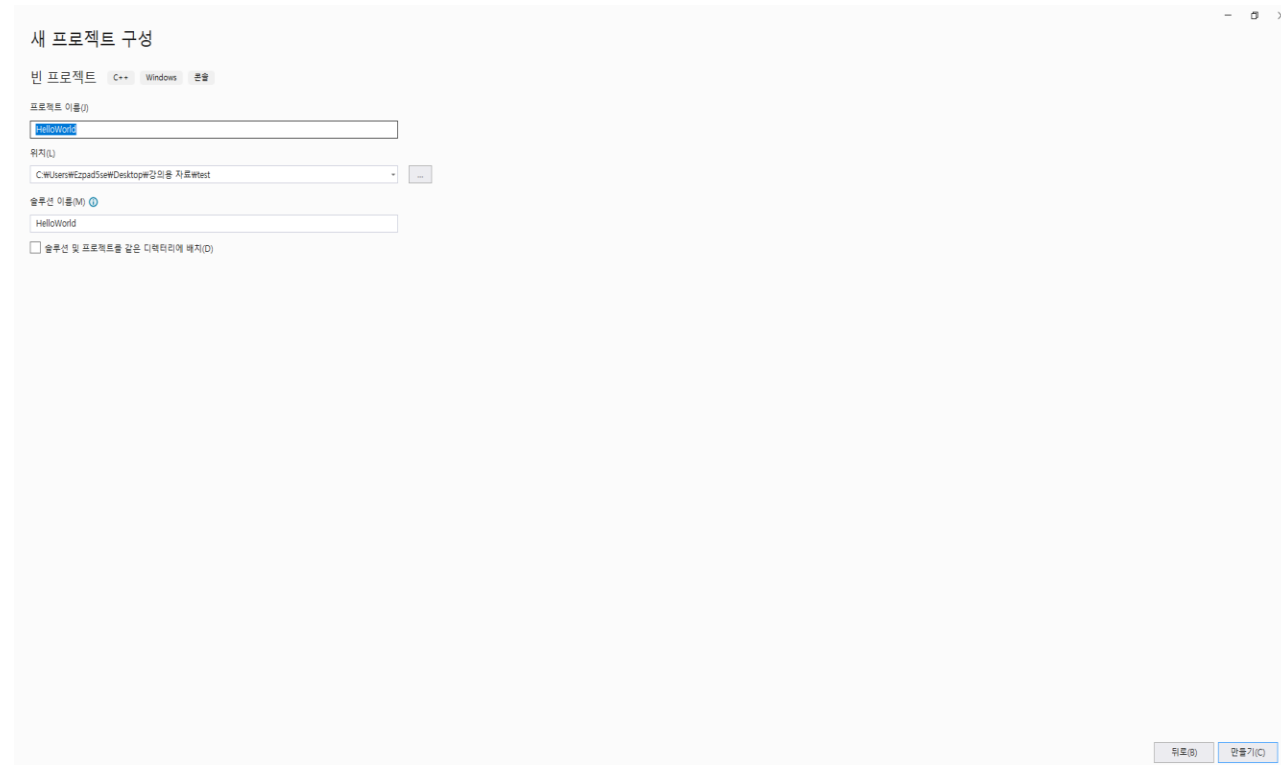 새 프로젝트 구성
빈 프로젝트 C++ Windows 콘솔
프로젝트 이름(J)
HelloWorld
위치(L)
C:₩Users₩Ezpad5se₩Desktop₩강의용 자료₩test ...
솔루션 이름(M)
HelloWorld
솔루션 및 프로젝트를 같은 디렉터리에 배치(D)
뒤로(B) 만들기(C)